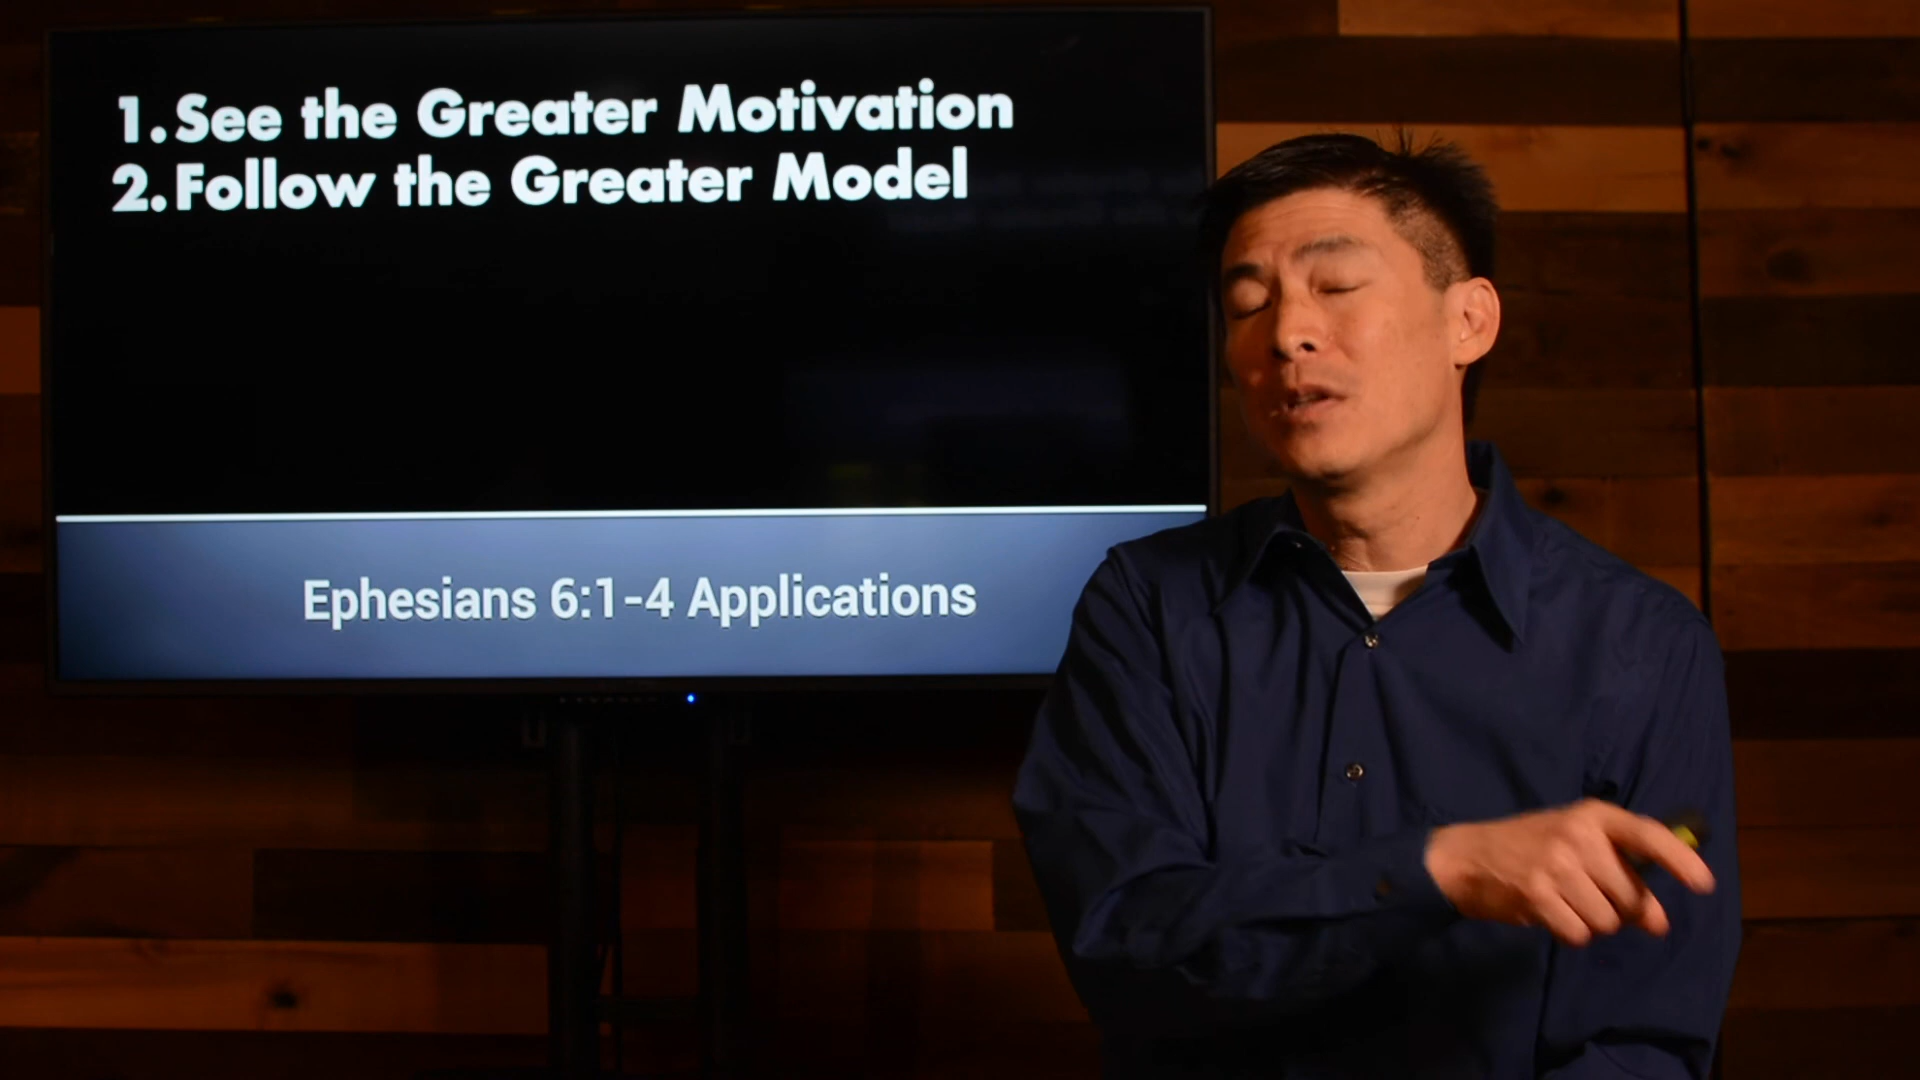 1. See the Greater Motivation
2. Follow the Greater Model
Ephesians 6:1-4 Applications